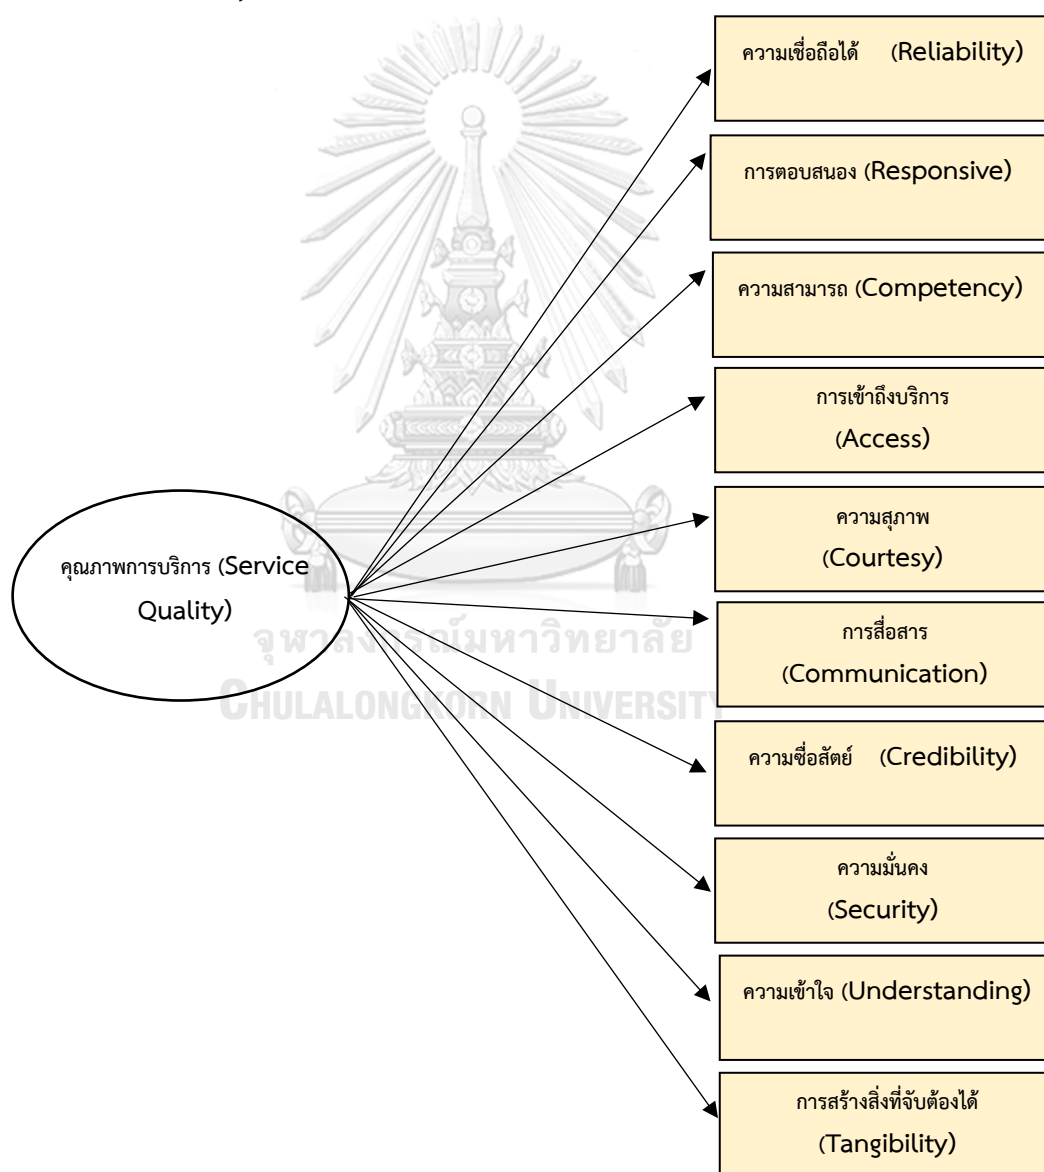 ความเชื่อถือได้ (Reliability)
การตอบสนอง (Responsive)
ความสามารถ (Competency)
การเข้าถึงบริการ
(Access)
ความสุภาพ
(Courtesy)
คุณภาพการบริการ (Service
Quality)
การสื่อสาร
(Communication)
จุฬาลงกรณ์มหาวิทยาลัย
CHULALONGKORN UNIVERSITY
ความซื่อสัตย์ (Credibility)
ความมั่นคง
(Security)
ความเข้าใจ (Understanding)
การสร้างสิ่งที่จับต้องได้
(Tangibility)